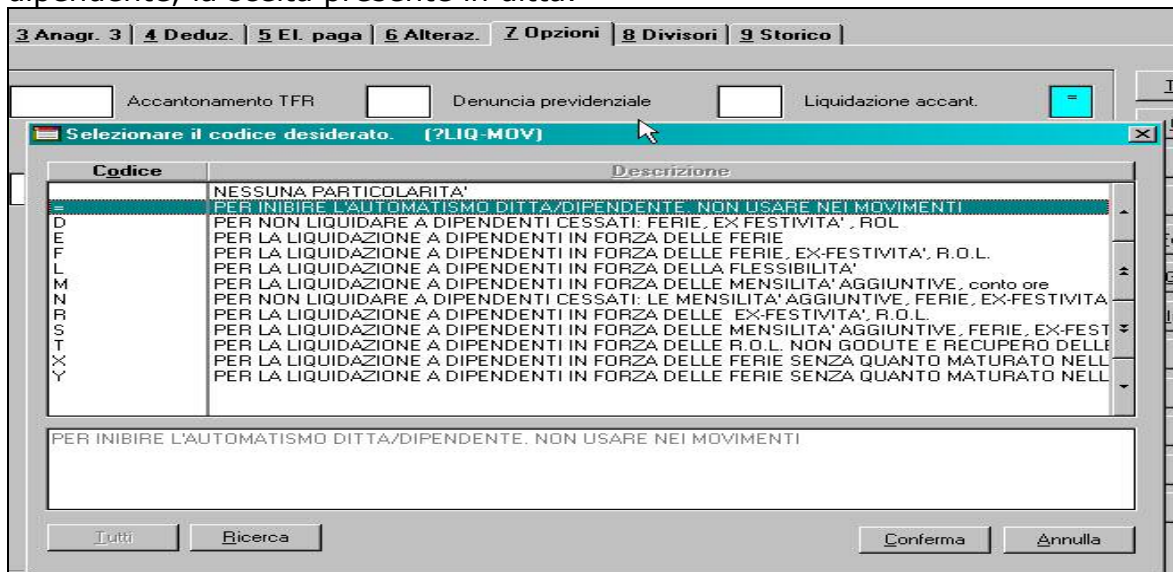 dipendente, la scelta presente in ditta.
3 Anagr. 3 4 Deduz. 5 El. paga 6 Alteraz. 7 Opzioni 8 Divisori 9 Storico
Accantonamento TFR Denuncia previdenziale Liquidazione accant. =
Selezionare il codice desiderato. (?LIQ-MOV)
Codice Descrizione
NESSUNA PARTICOLARITA'
= PER INIBIRE L'AUTOMATISMO DITTA/DIPENDENTE. NON USARE NEI MOVIMENTI
D PER NON LIQUIDARE A DIPENDENTI CESSATI: FERIE, EX FESTIVITA' , ROL
E PER LA LIQUIDAZIONE A DIPENDENTI IN FORZA DELLE FERIE
F PER LA LIQUIDAZIONE A DIPENDENTI IN FORZA DELLE FERIE, EX-FESTIVITA', R.O.L.
L PER LA LIQUIDAZIONE A DIPENDENTI IN FORZA DELLA FLESSIBILITA'
M PER LA LIQUIDAZIONE A DIPENDENTI IN FORZA DELLE MENSILITA' AGGIUNTIVE, conto ore
N PER NON LIQUIDARE A DIPENDENTI CESSATI: LE MENSILITA' AGGIUNTIVE, FERIE, EX-FESTIVITA
R PER LA LIQUIDAZIONE A DIPENDENTI IN FORZA DELLE EX-FESTIVITA', R.O.L.
S PER LA LIQUIDAZIONE A DIPENDENTI IN FORZA DELLE MENSILITA' AGGIUNTIVE, FERIE, EX-FEST
T PER LA LIQUIDAZIONE A DIPENDENTI IN FORZA DELLE R.O.L. NON GODUTE E RECUPERO DELLE
X PER LA LIQUIDAZIONE A DIPENDENTI IN FORZA DELLE FERIE SENZA QUANTO MATURATO NELL
Y PER LA LIQUIDAZIONE A DIPENDENTI IN FORZA DELLE FERIE SENZA QUANTO MATURATO NELL
PER INIBIRE L'AUTOMATISMO DITTA/DIPENDENTE. NON USARE NEI MOVIMENTI
Tutti Ricerca Conferma Annulla